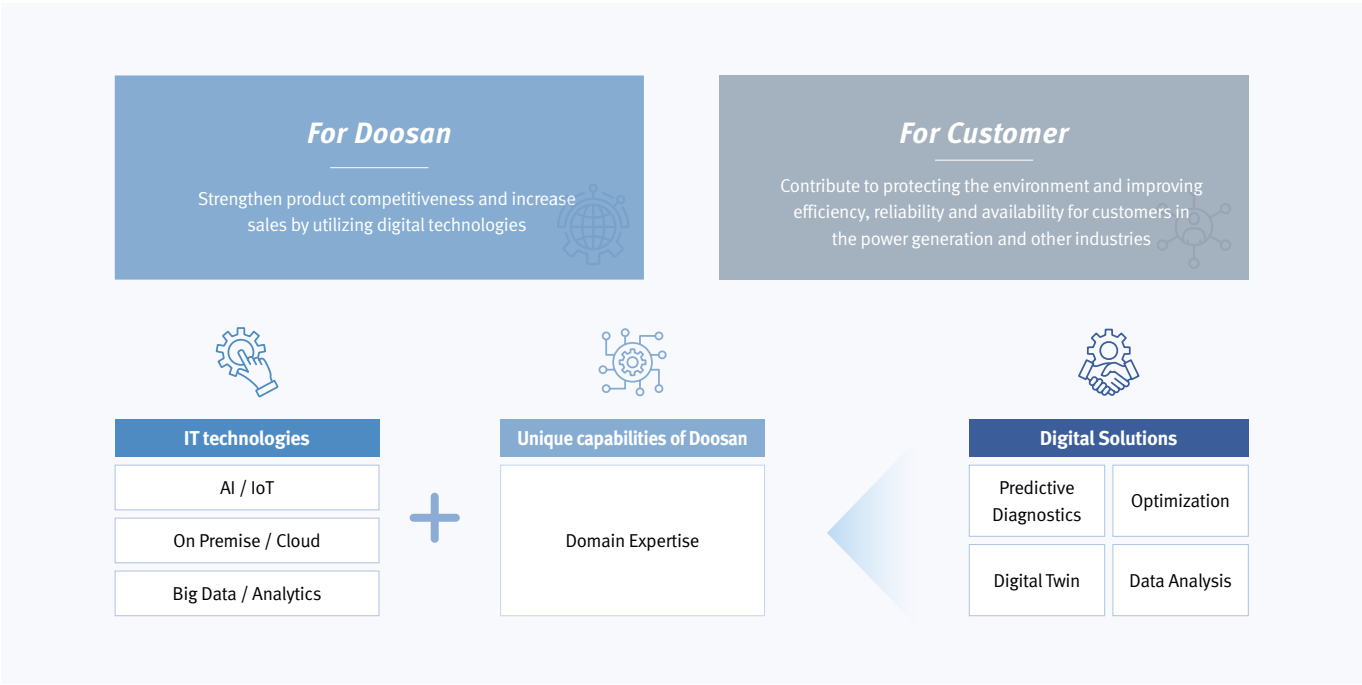 For Doosan
Strengthen product competitiveness and increase
sales by utilizing digital technologies
For Customer
Contribute to protecting the environment and improving
efficiency, reliability and availability for customers in
the power generation and other industries
IT technologies
AI / IoT
On Premise / Cloud
Big Data / Analytics
Unique capabilities of Doosan
Domain Expertise
Digital Solutions
Predictive
Diagnostics
Optimization
Digital Twin
Data Analysis